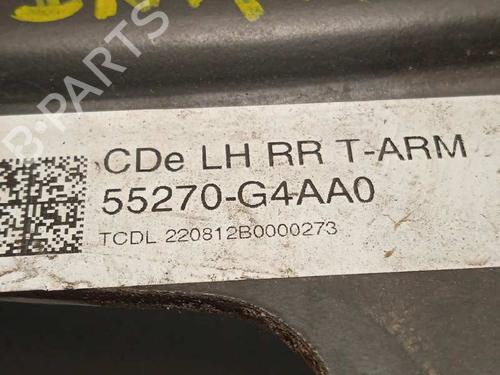 B-PARTS
CDe LH RR T-ARM
55270-G4AA0
TCDL 220812B0000273